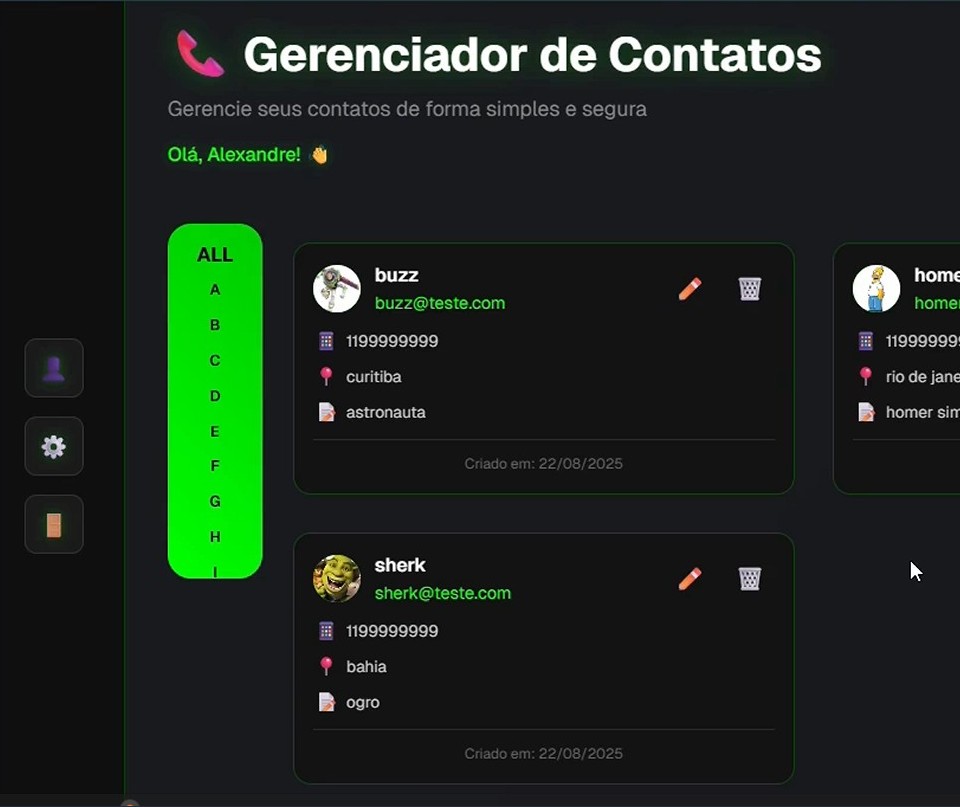 Gerenciador de Contatos
Gerencie seus contatos de forma simples e segura
Olá, Alexandre!
ALL
A
B
C
D
E
F
G
H
I
buzz
buzz@teste.com
1199999999
curitiba
astronauta
Criado em: 22/08/2025
home
homer
11999999
rio de jane
homer sim
sherk
sherk@teste.com
1199999999
bahia
ogro
Criado em: 22/08/2025